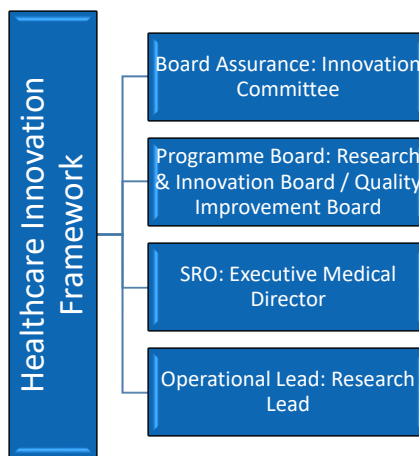 Healthcare Innovation
Framework
Board Assurance: Innovation
Committee
Programme Board: Research
& Innovation Board / Quality
Improvement Board
SRO: Executive Medical
Director
Operational Lead: Research
Lead